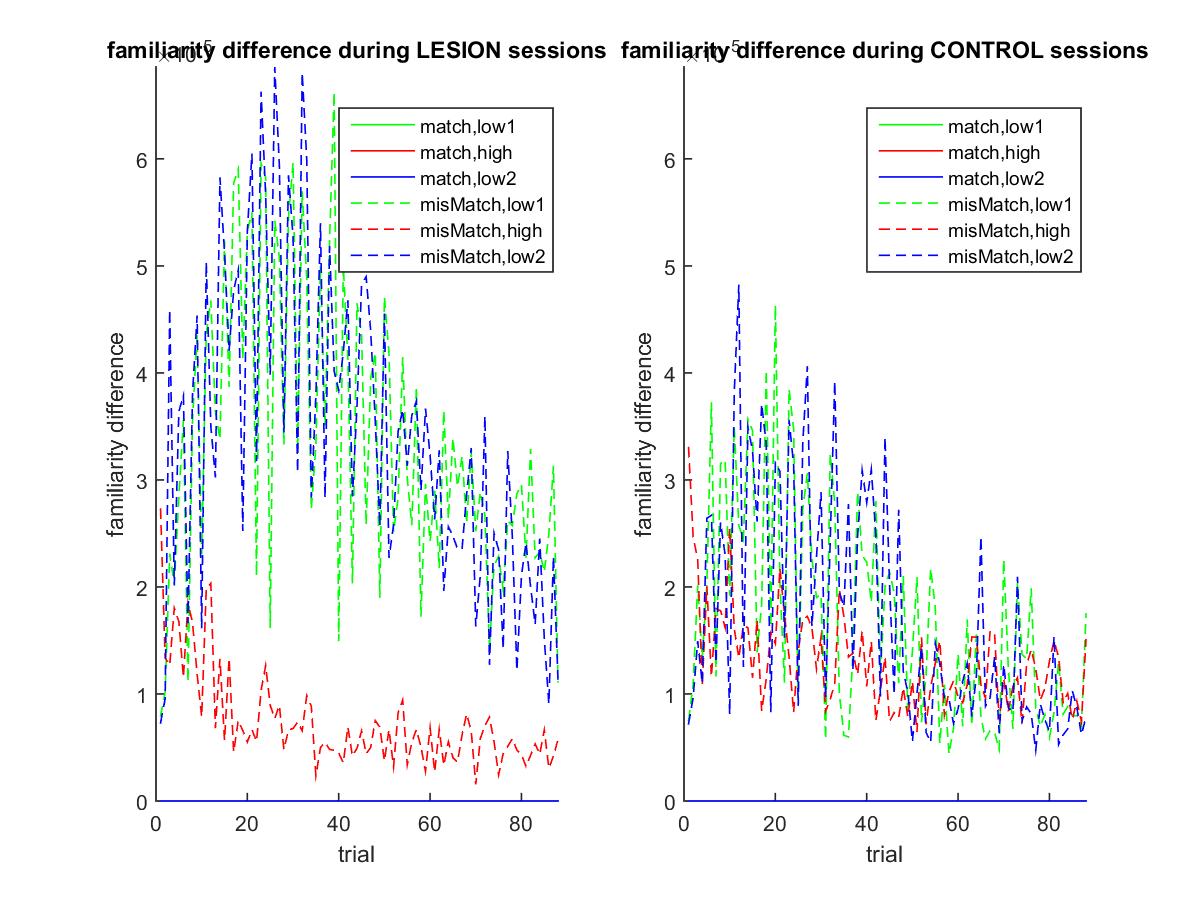 familiarity difference during LESION sessions
familiarity difference
6
5
4
3
2
1
0
match,low1
match,high
match,low2
misMatch,low1
misMatch,high
misMatch,low2
0 20 40 60 80
trial
familiarity difference during CONTROL sessions
familiarity difference
6
5
4
3
2
1
0
match,low1
match,high
match,low2
misMatch,low1
misMatch,high
misMatch,low2
0 20 40 60 80
trial